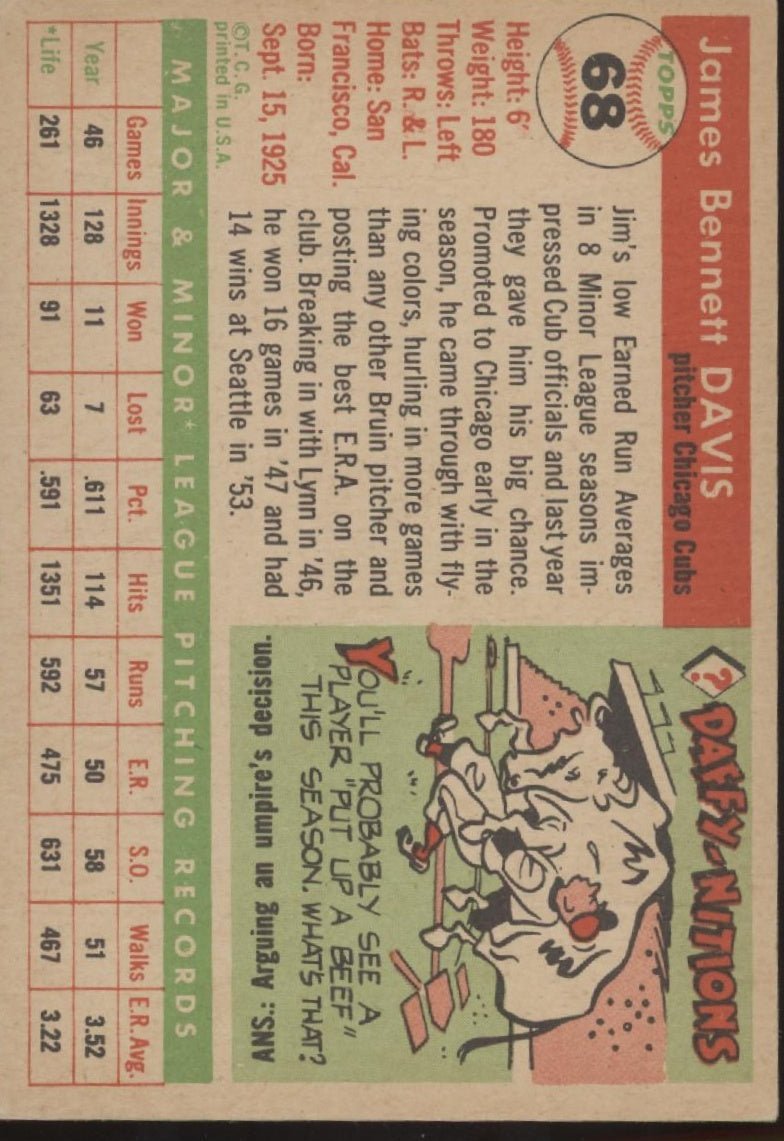 TOPPS
68
James Bennett DAVIS
pitcher Chicago Cubs
Height: 6'
Weight: 180
Throws: Left
Bats: R. & L.
Home: San
Francisco, Cal.
Born:
Sept. 15, 1925
©T. C. G.
printed in U.S.A.
Jim's low Earned Run Averages
in 8 Minor League seasons im-
pressed Cub officials and last year
they gave him his big chance.
Promoted to Chicago early in the
season, he came through with fly-
ing colors, hurling in more games
than any other Bruin pitcher and
posting the best E.R.A. on the
club. Breaking in with Lynn in '46,
he won 16 games in '47 and had
14 wins at Seattle in '53.
?
DAFFY-NITIONS
YOU'LL PROBABLY SEE A
PLAYER "PUT UP A BEEF"
THIS SEASON. WHAT'S THAT?
ANS.: Arguing an umpire's decision.
MAJOR & MINOR* LEAGUE PITCHING RECORDS
Games Innings Won Lost Pct. Hits Runs E.R. S.O. Walks E.R.Avg.
Year 46 128 11 7 .611 114 57 50 58 51 3.52
*Life 261 1328 91 63 .591 1351 592 475 631 467 3.22